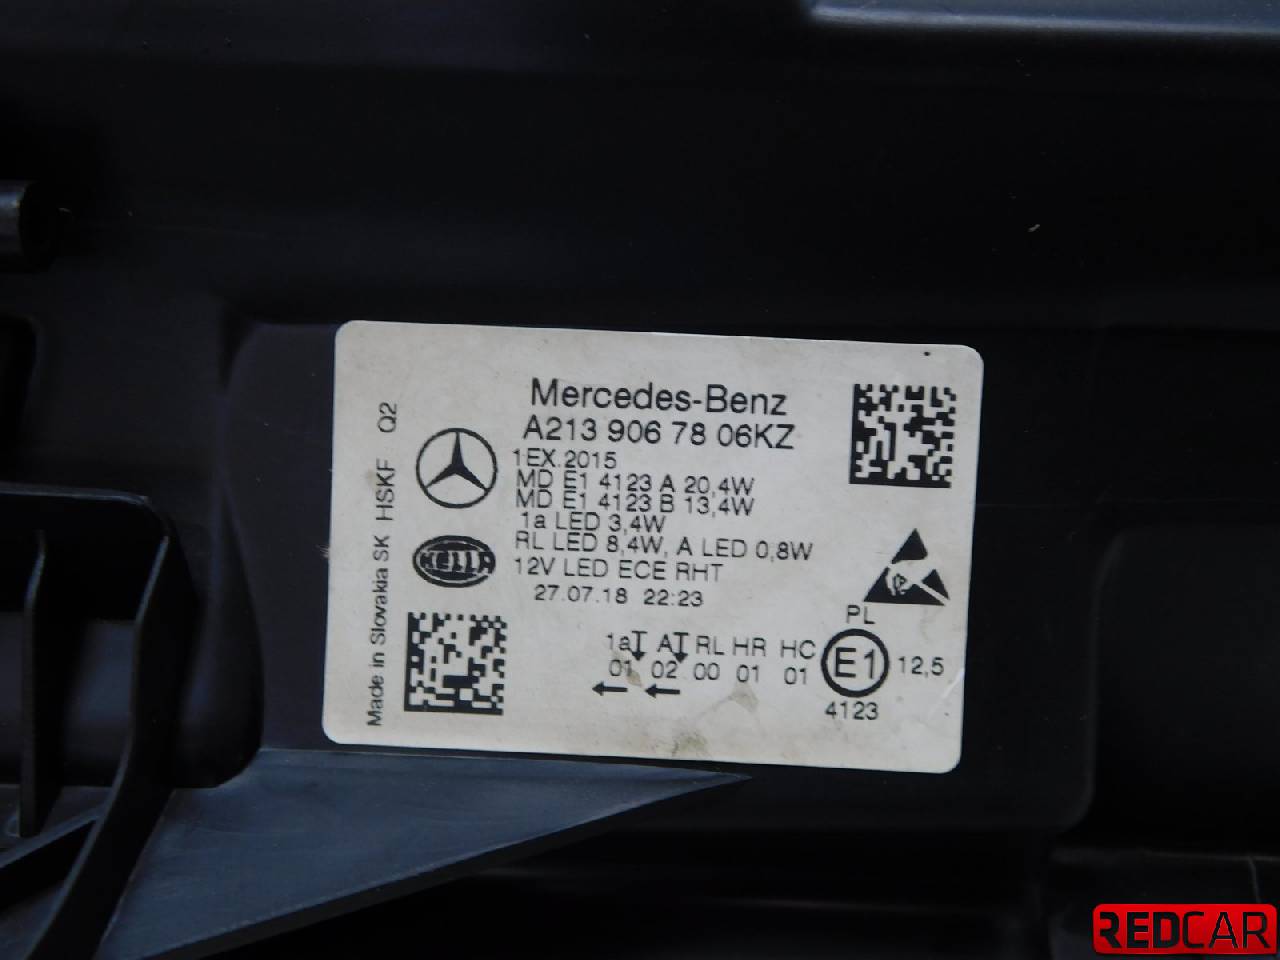 Mercedes-Benz
A213 906 78 06KZ
1EX.2015
MD E1 4123 A 20,4W
MD E1 4123 B 13,4W
1a LED 3,4W
RL LED 8,4W, A LED 0,8W
12V LED ECE RHT
27.07.18 22:23
HELLA
Made in Slovakia SK HSKF Q2
PL
1aT AT RL HR HC
01 02 00 01 01
E1 12,5
4123
REDCAR